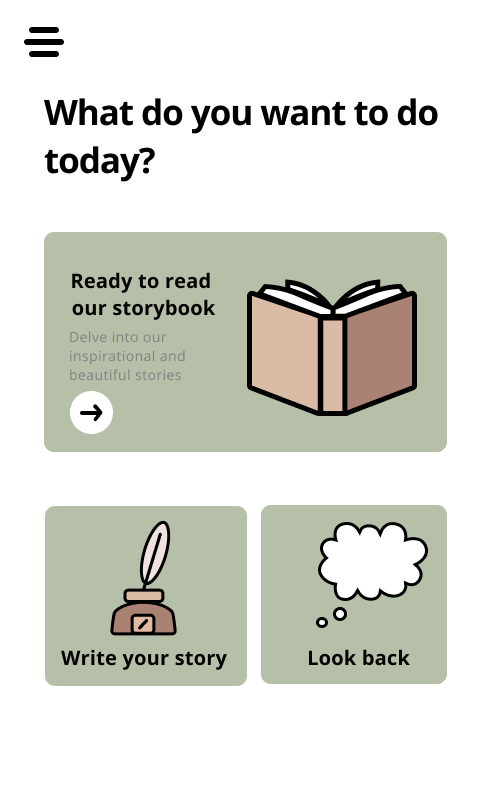 What do you want to do
today?
Ready to read
our storybook
Delve into our
inspirational and
beautiful stories
Write your story
Look back